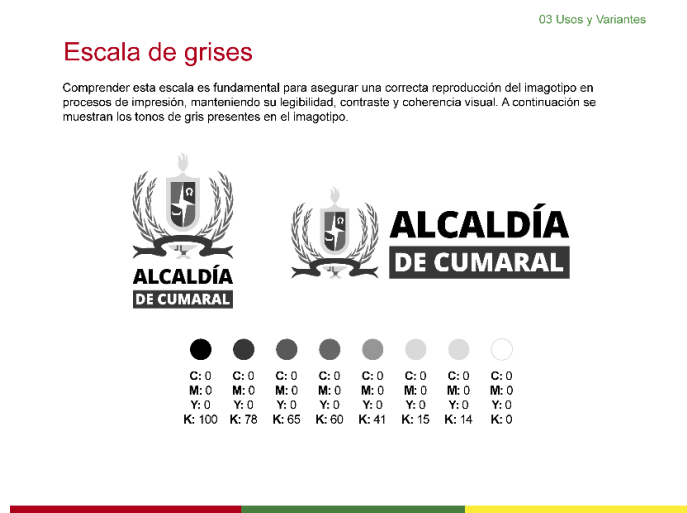 03 Usos y Variantes
Escala de grises
Comprender esta escala es fundamental para asegurar una correcta reproducción del imagotipo en
procesos de impresión, manteniendo su legibilidad, contraste y coherencia visual. A continuación se
muestran los tonos de gris presentes en el imagotipo.
ALCALDÍA
DE CUMARAL
ALCALDÍA
DE CUMARAL
C: 0 C: 0 C: 0 C: 0 C: 0 C: 0 C: 0 C: 0
M: 0 M: 0 M: 0 M: 0 M: 0 M: 0 M: 0 M: 0
Y: 0 Y: 0 Y: 0 Y: 0 Y: 0 Y: 0 Y: 0 Y: 0
K: 100 K: 78 K: 65 K: 60 K: 41 K: 15 K: 14 K: 0